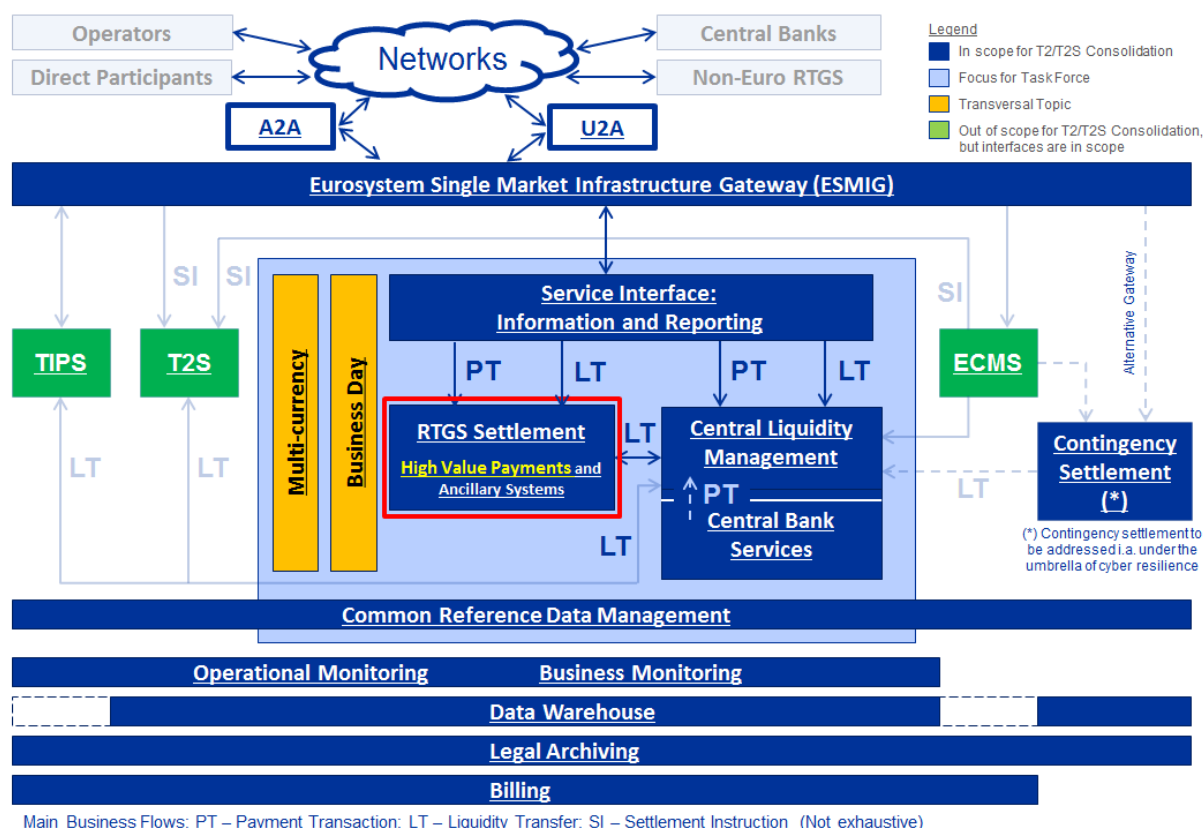 Operators
Direct Participants
Networks
Central Banks
Non-Euro RTGS
Legend
In scope for T2/T2S Consolidation
Focus for Task Force
Transversal Topic
Out of scope for T2/T2S Consolidation,
but interfaces are in scope
A2A
U2A
Eurosystem Single Market Infrastructure Gateway (ESMIG)
SI
SI
SI
Alternative Gateway
TIPS
T2S
Multi-currency
Business Day
Service Interface:
Information and Reporting
PT
LT
PT
LT
ECMS
RTGS Settlement
High Value Payments and
Ancillary Systems
LT
Central Liquidity
Management
PT
Central Bank
Services
Contingency
Settlement
(*)
LT
LT
LT
LT
(*) Contingency settlement to
be addressed i.a. under the
umbrella of cyber resilience
Common Reference Data Management
Operational Monitoring
Business Monitoring
Data Warehouse
Legal Archiving
Billing
Main Business Flows: PT – Payment Transaction; LT – Liquidity Transfer; SI – Settlement Instruction (Not exhaustive)